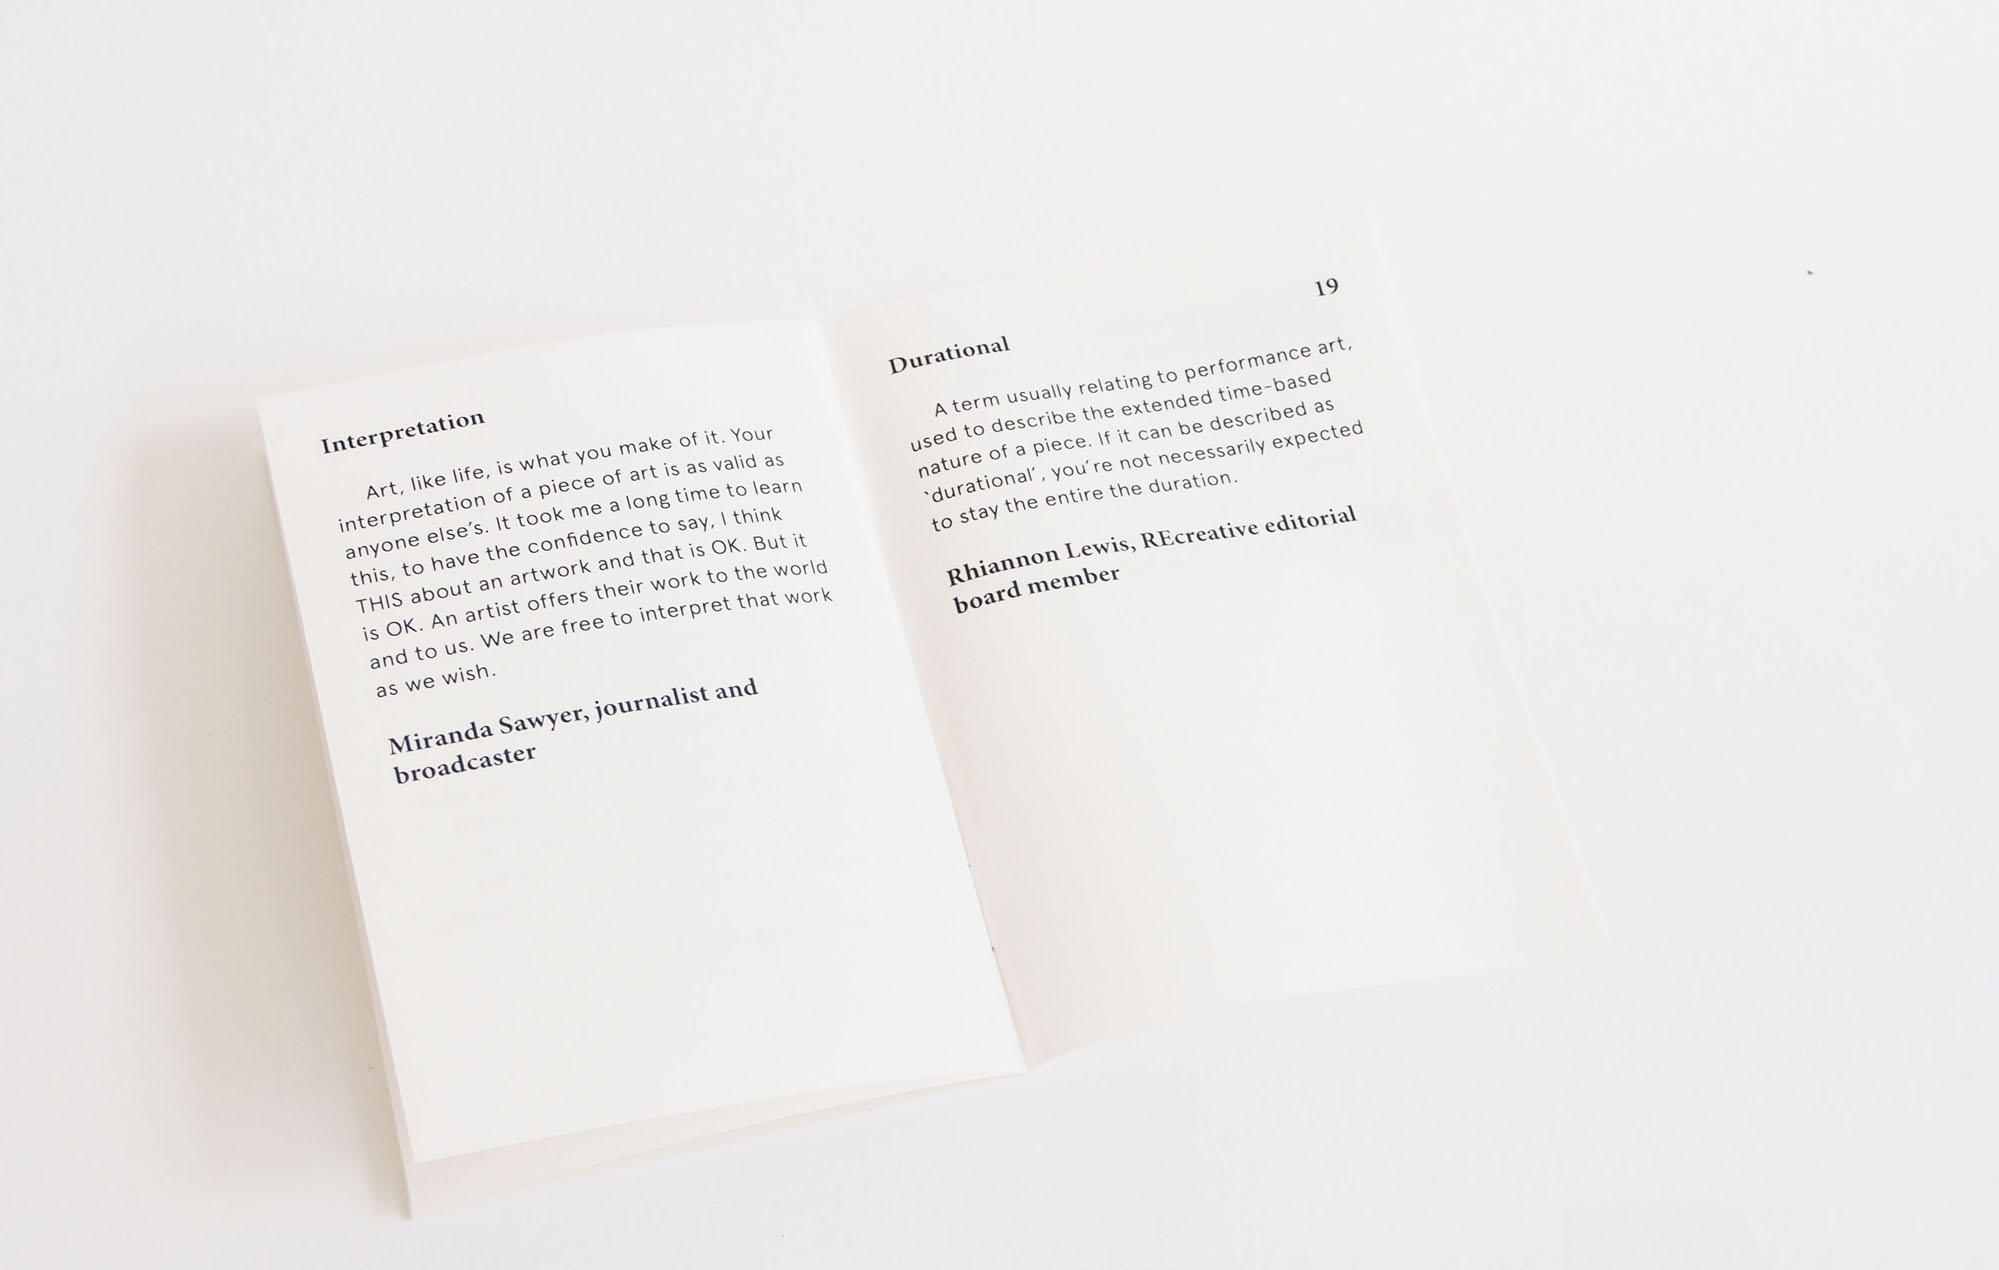 Interpretation
Art, like life, is what you make of it. Your
interpretation of a piece of art is as valid as
anyone else's. It took me a long time to learn
this, to have the confidence to say, I think
THIS about an artwork and that is OK. But it
is OK. An artist offers their work to the world
and to us. We are free to interpret that work
as we wish.
Miranda Sawyer, journalist and
broadcaster
19
Durational
A term usually relating to performance art,
used to describe the extended time-based
nature of a piece. If it can be described as
‵durational′, you're not necessarily expected
to stay the entire the duration.
Rhiannon Lewis, REcreative editorial
board member